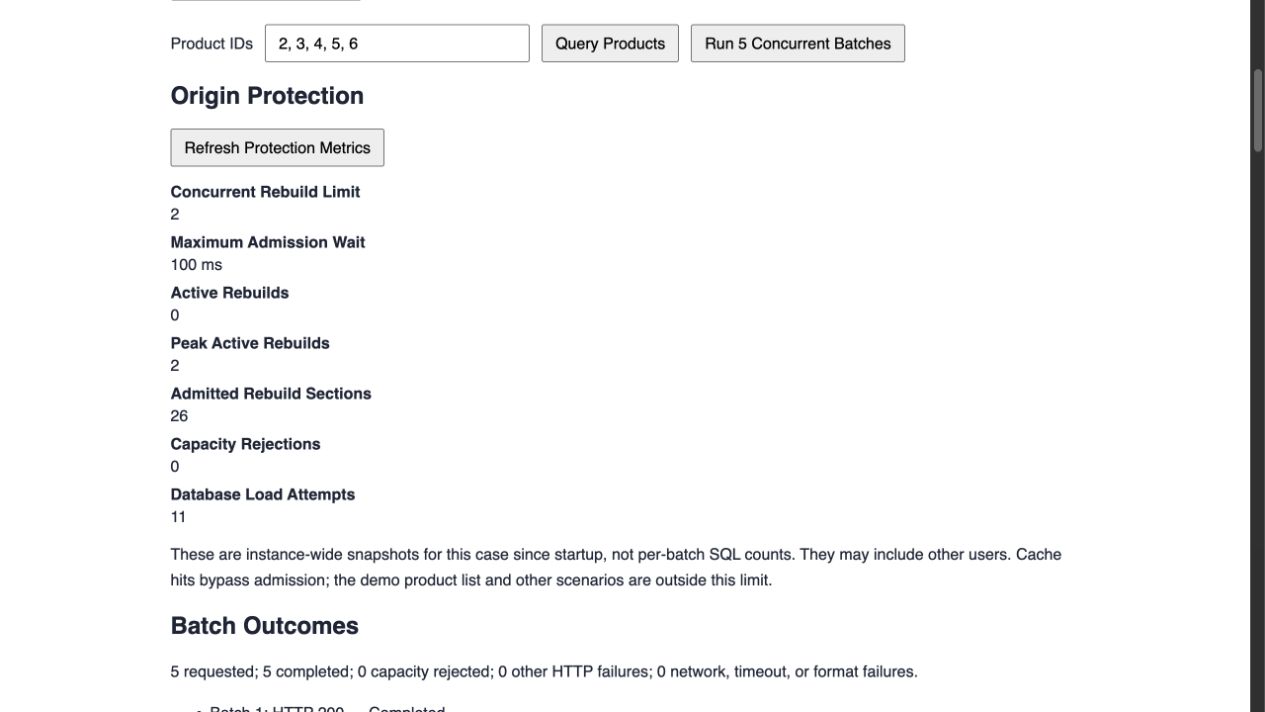 Product IDs 2, 3, 4, 5, 6 Query Products Run 5 Concurrent Batches
Origin Protection
Refresh Protection Metrics
Concurrent Rebuild Limit
2
Maximum Admission Wait
100 ms
Active Rebuilds
0
Peak Active Rebuilds
2
Admitted Rebuild Sections
26
Capacity Rejections
0
Database Load Attempts
11
These are instance-wide snapshots for this case since startup, not per-batch SQL counts. They may include other users. Cache
hits bypass admission; the demo product list and other scenarios are outside this limit.
Batch Outcomes
5 requested; 5 completed; 0 capacity rejected; 0 other HTTP failures; 0 network, timeout, or format failures.
Batch 1: HTTP 200 — Completed